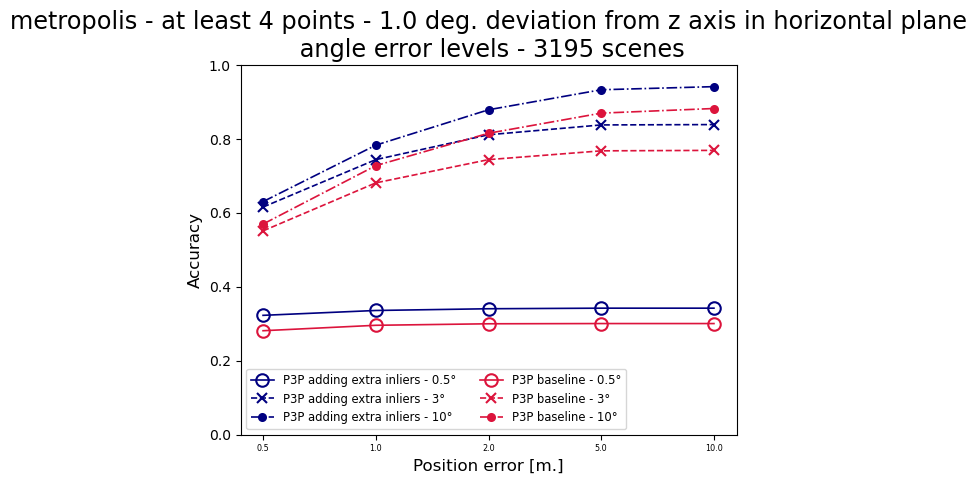 metropolis - at least 4 points - 1.0 deg. deviation from z axis in horizontal plane
angle error levels - 3195 scenes
1.0
0.8
0.6
0.4
0.2
0.0
Accuracy
P3P adding extra inliers - 0.5°
P3P adding extra inliers - 3°
P3P adding extra inliers - 10°
P3P baseline - 0.5°
P3P baseline - 3°
P3P baseline - 10°
0.5 1.0 2.0 5.0 10.0
Position error [m.]